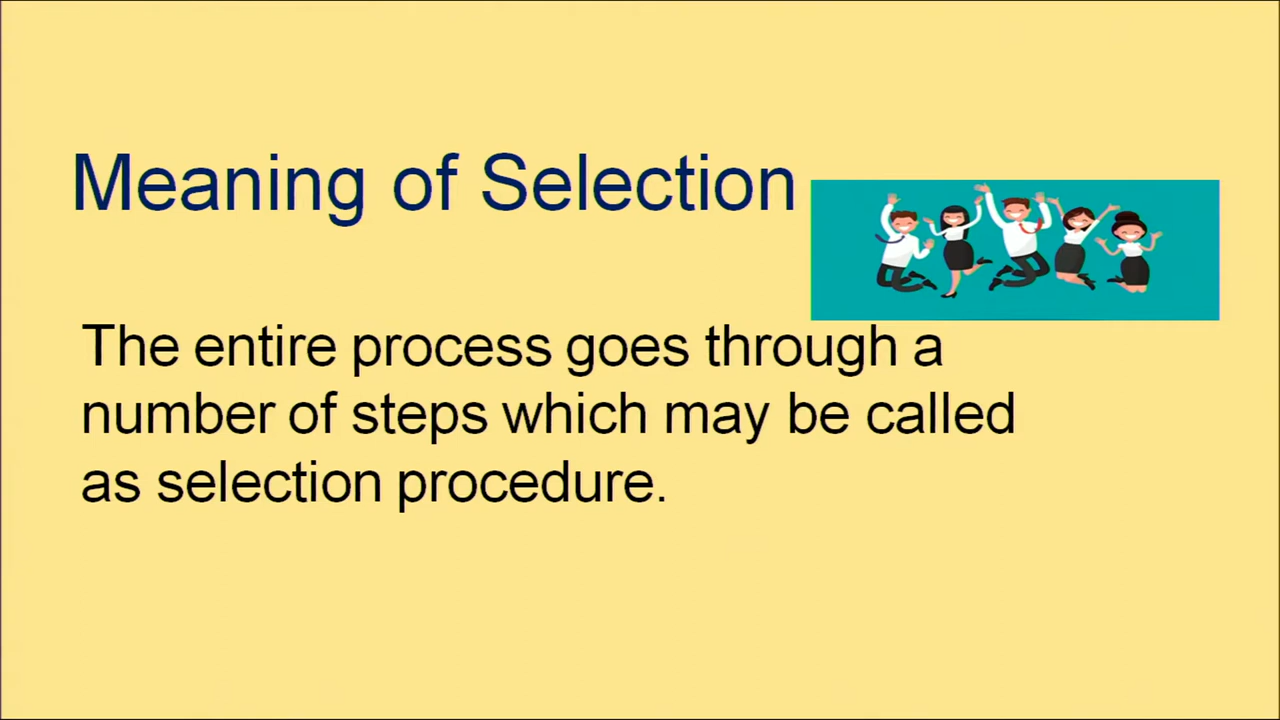 Meaning of Selection
The entire process goes through a
number of steps which may be called
as selection procedure.